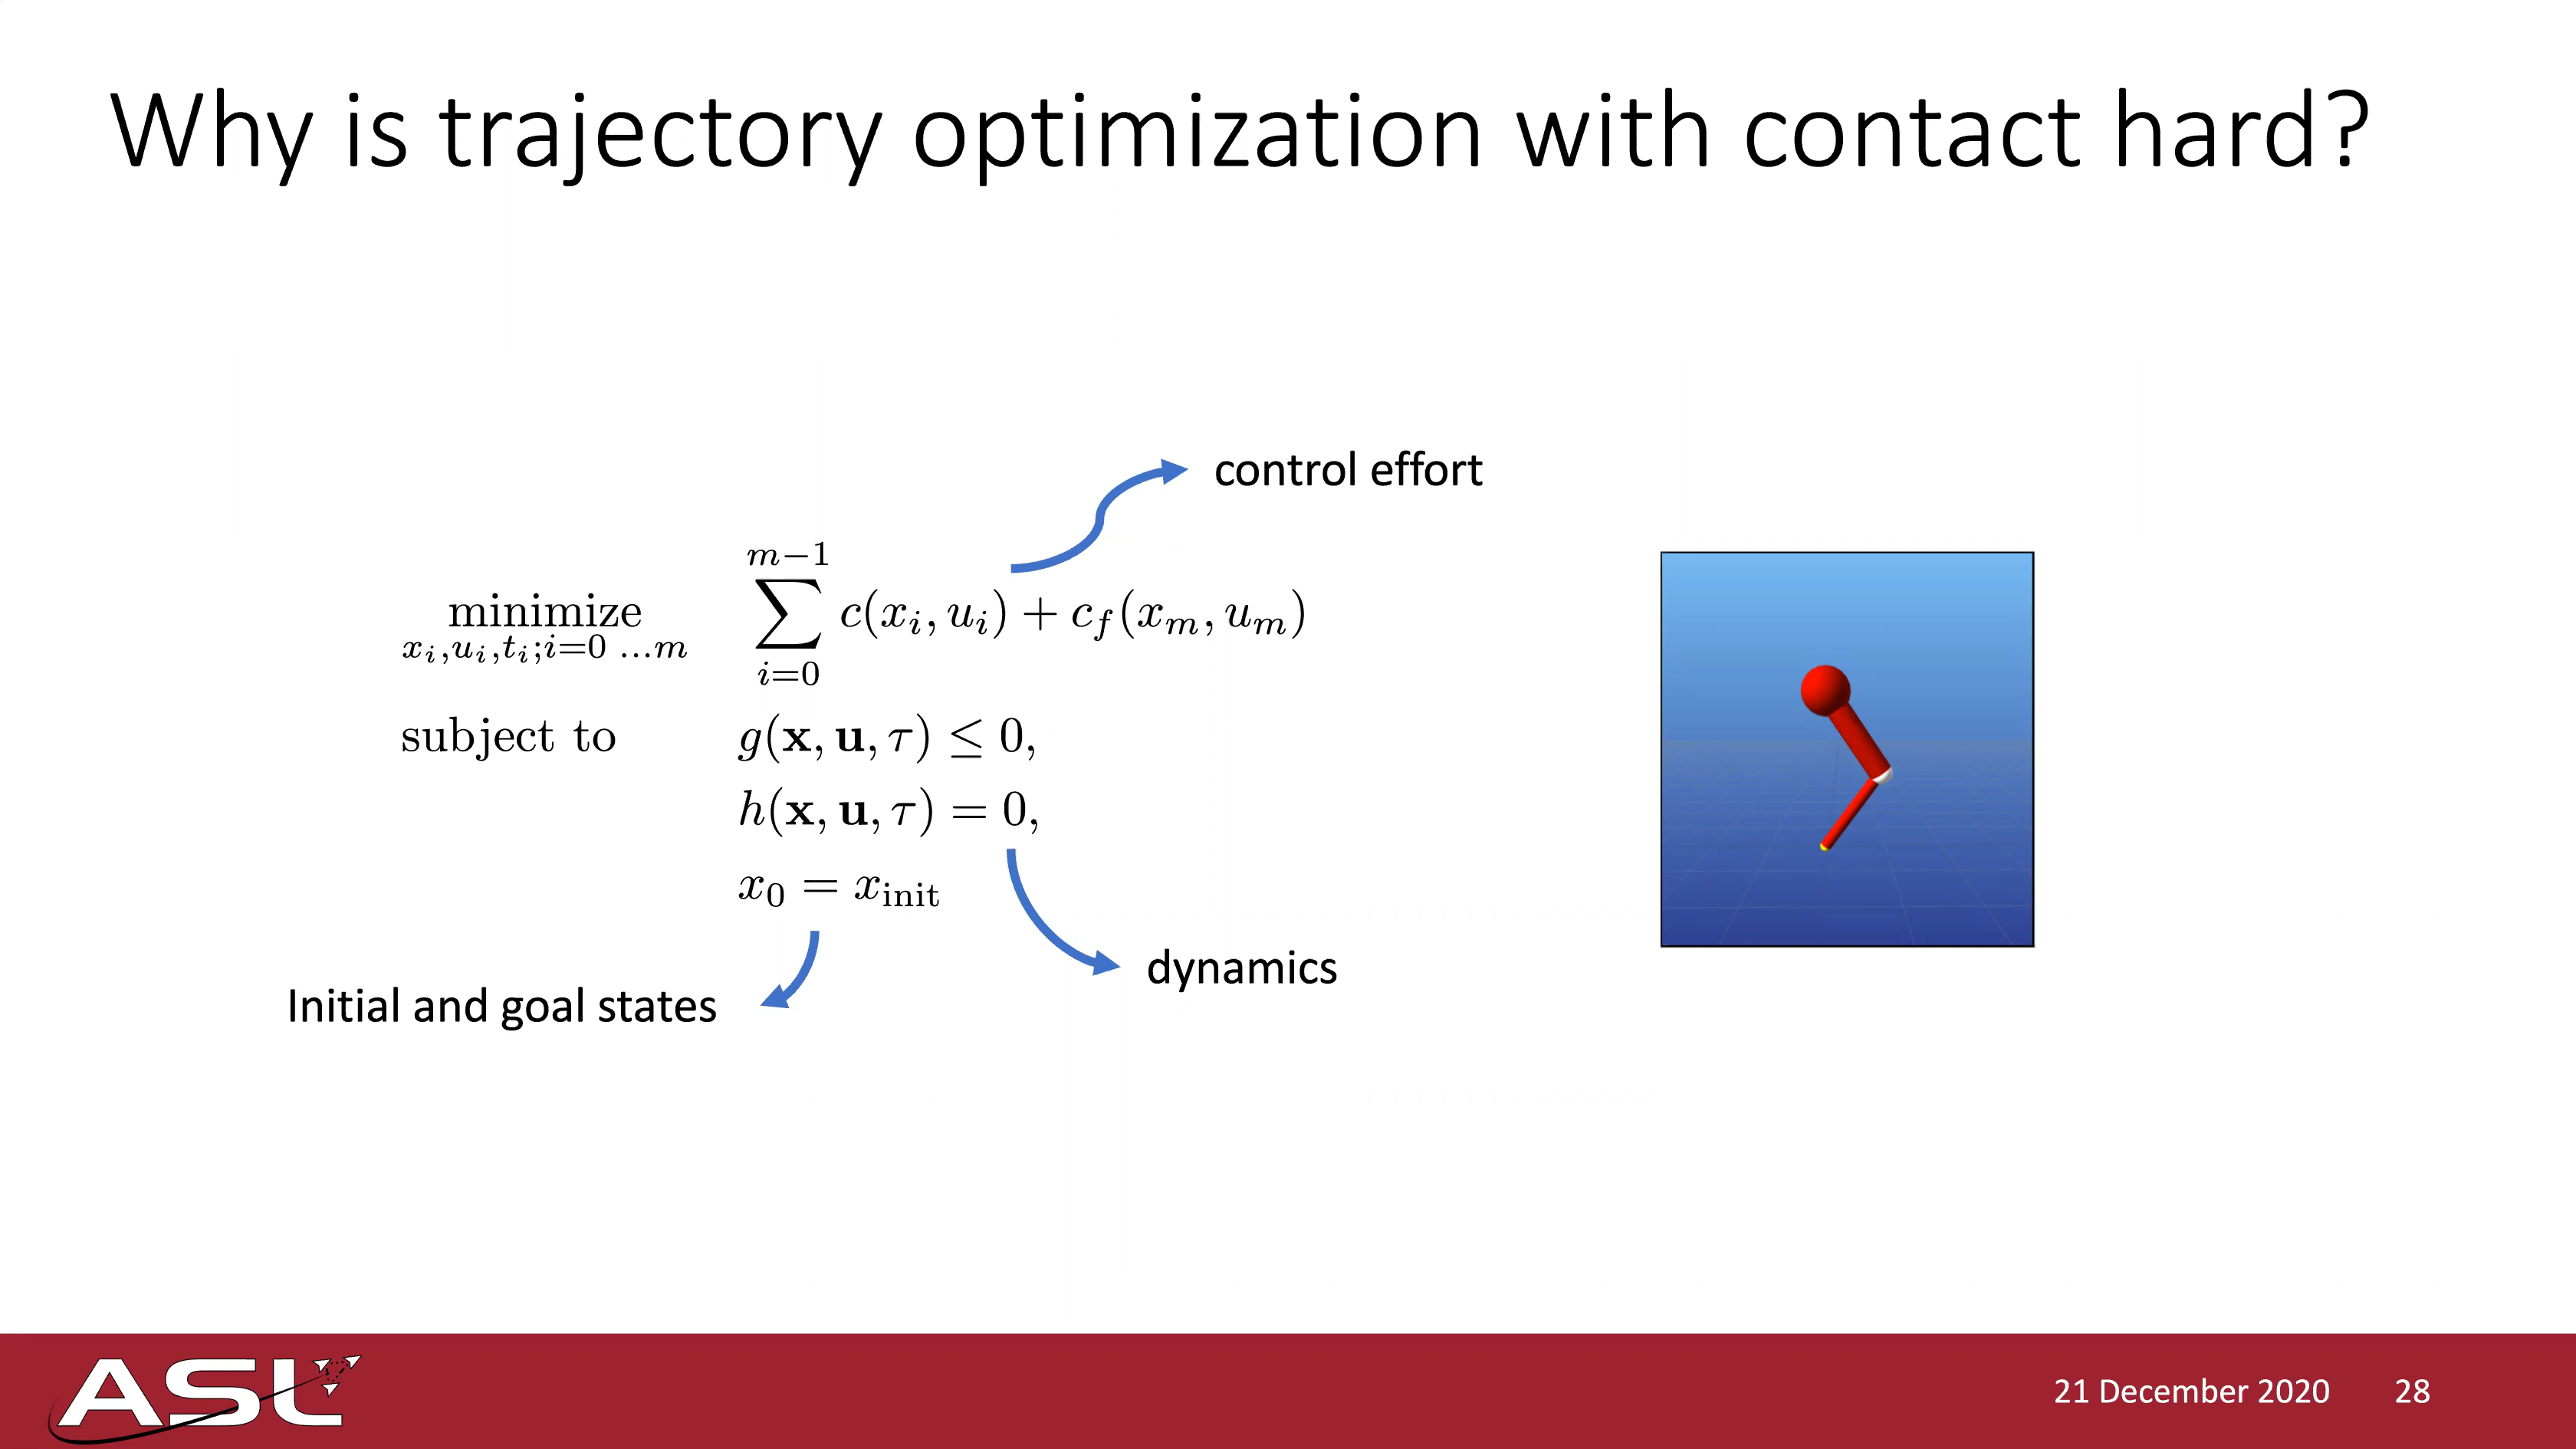 Why is trajectory optimization with contact hard?
control effort
minimize x_i,u_i,t_i;i=0 ...m ∑_{i=0}^{m−1} c(x_i, u_i) + c_f(x_m, u_m)
subject to g(𝐱, 𝐮, τ) ≤ 0,
h(𝐱, 𝐮, τ) = 0,
x_0 = x_init
dynamics
Initial and goal states
ASL
21 December 2020 28